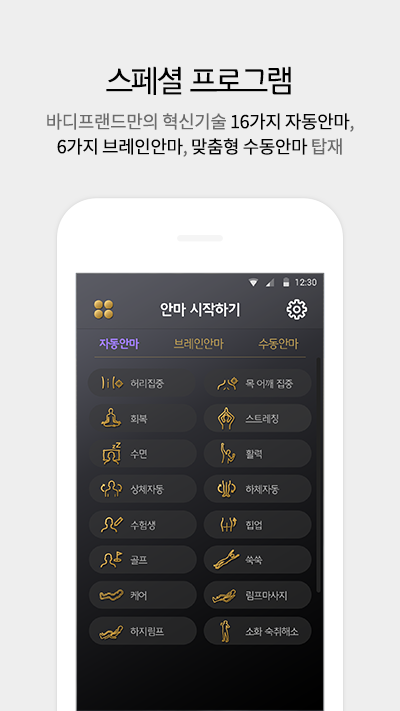 스페셜 프로그램
바디프랜드만의 혁신기술 16가지 자동안마,
6가지 브레인안마, 맞춤형 수동안마 탑재
12:30
안마 시작하기
자동안마 브레인안마 수동안마
허리집중 목 어깨 집중
회복 스트레칭
수면 활력
상체자동 하체자동
수험생 힙업
골프 쑥쑥
케어 림프마사지
하지림프 소화 숙취해소